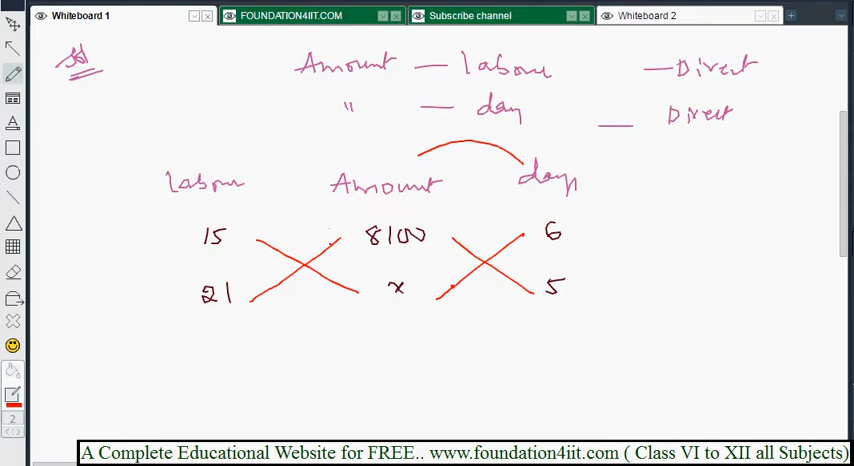 Whiteboard 1 FOUNDATION4IIT.COM Subscribe channel Whiteboard 2
Amount — labour — Direct
" — day — Direct
labour Amount day
15 8100 6
21 x 5
2
A Complete Educational Website for FREE.. www.foundation4iit.com ( Class VI to XII all Subjects)